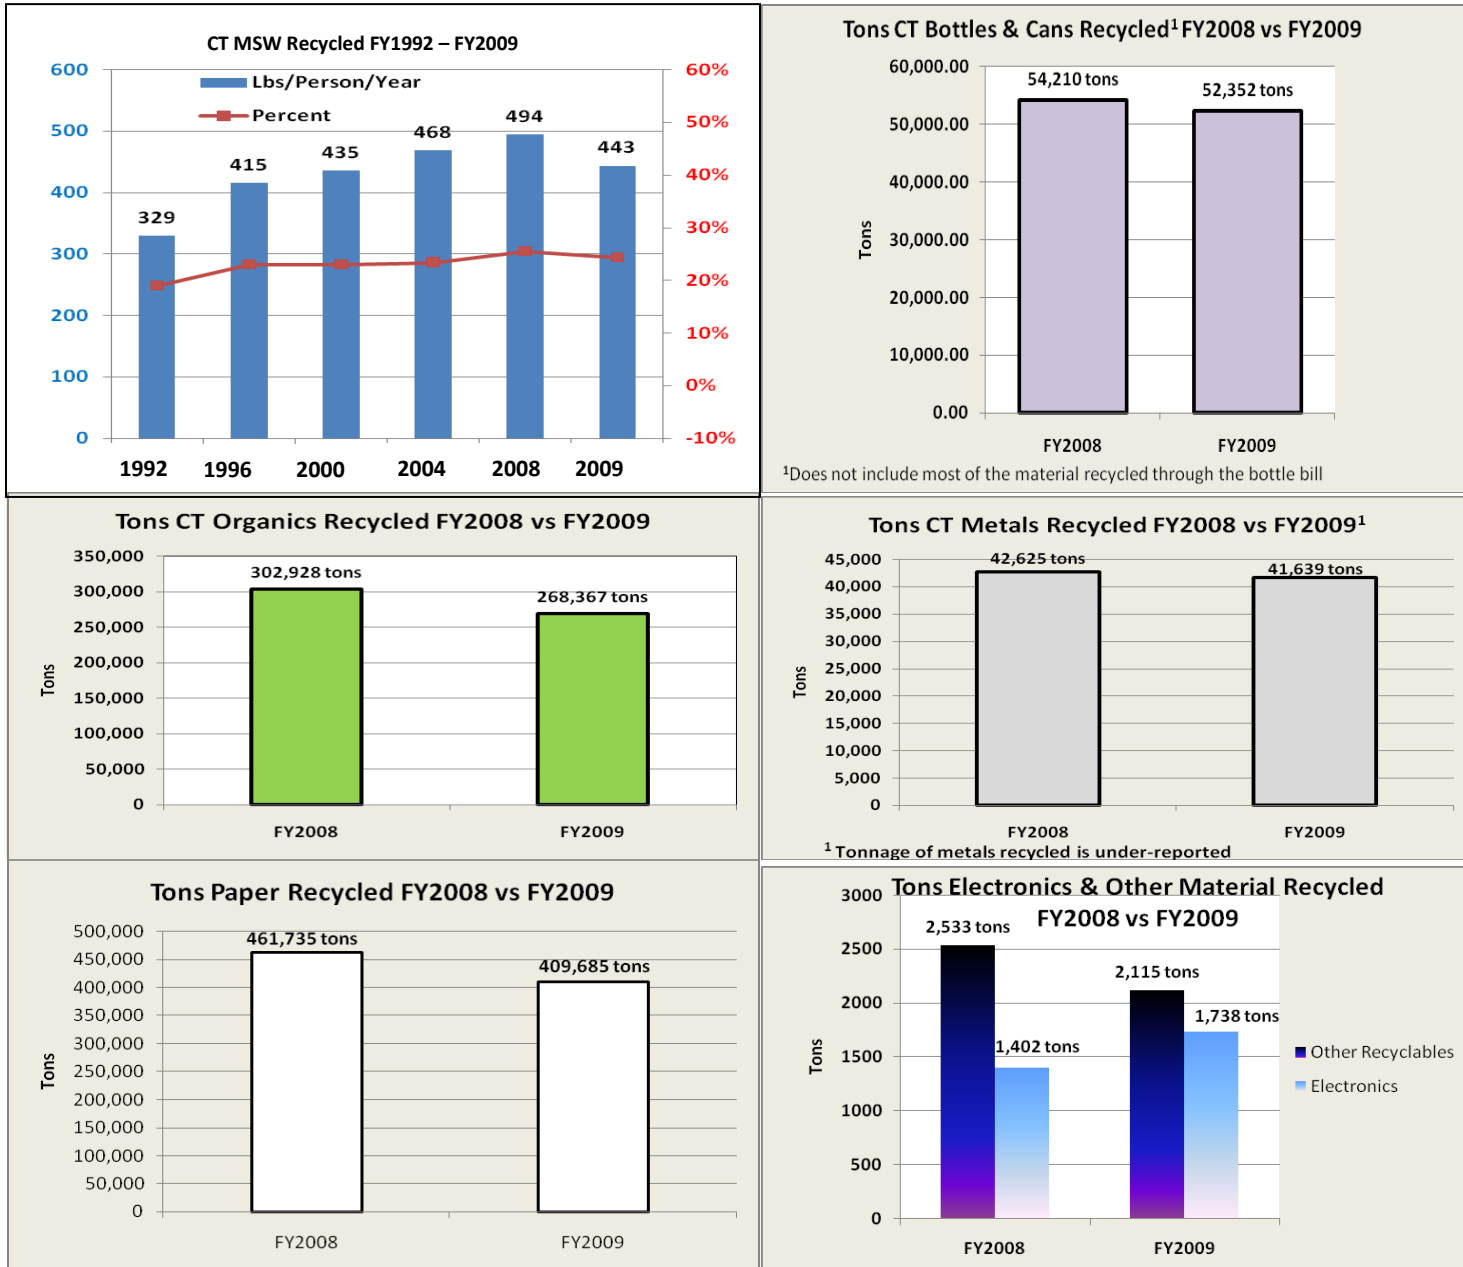 CT MSW Recycled FY1992 – FY2009
600
500
400
300
200
100
0
Lbs/Person/Year
Percent
329
415
435
468
494
443
60%
50%
40%
30%
20%
10%
0%
-10%
1992 1996 2000 2004 2008 2009
Tons CT Bottles & Cans Recycled¹ FY2008 vs FY2009
Tons
60,000.00
50,000.00
40,000.00
30,000.00
20,000.00
10,000.00
0.00
54,210 tons
52,352 tons
FY2008 FY2009
¹Does not include most of the material recycled through the bottle bill
Tons CT Organics Recycled FY2008 vs FY2009
Tons
350,000
300,000
250,000
200,000
150,000
100,000
50,000
0
302,928 tons
268,367 tons
FY2008 FY2009
Tons CT Metals Recycled FY2008 vs FY2009¹
Tons
45,000
40,000
35,000
30,000
25,000
20,000
15,000
10,000
5,000
0
42,625 tons
41,639 tons
FY2008 FY2009
¹ Tonnage of metals recycled is under-reported
Tons Paper Recycled FY2008 vs FY2009
Tons
500,000
450,000
400,000
350,000
300,000
250,000
200,000
150,000
100,000
50,000
0
461,735 tons
409,685 tons
FY2008 FY2009
Tons Electronics & Other Material Recycled
FY2008 vs FY2009
Tons
3000
2500
2000
1500
1000
500
0
2,533 tons
1,402 tons
2,115 tons
1,738 tons
FY2008 FY2009
Other Recyclables
Electronics